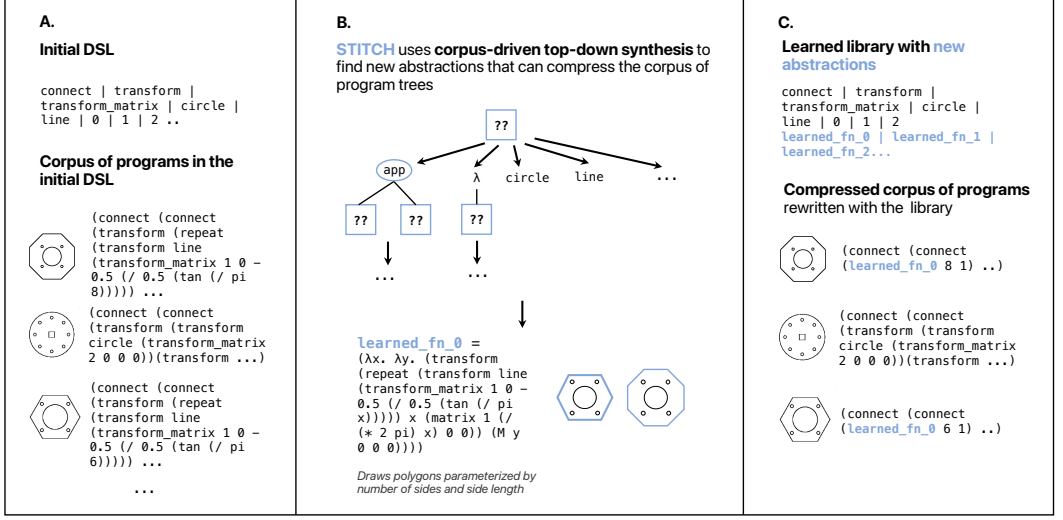 A.
Initial DSL
connect | transform |
transform_matrix | circle |
line | 0 | 1 | 2 ..
Corpus of programs in the
initial DSL
(connect (connect
(transform (repeat
(transform line
(transform_matrix 1 0 –
0.5 (/ 0.5 (tan (/ pi
8))))) ...
(connect (connect
(transform (transform
circle (transform_matrix
2 0 0 0))(transform ...)
(connect (connect
(transform (repeat
(transform line
(transform_matrix 1 0 –
0.5 (/ 0.5 (tan (/ pi
6))))) ...
...
B.
STITCH uses corpus-driven top-down synthesis to
find new abstractions that can compress the corpus of
program trees
??
app
λ
circle
line
...
??
??
??
...
...
learned_fn_0 =
(λx. λy. (transform
(repeat (transform line
(transform_matrix 1 0 –
0.5 (/ 0.5 (tan (/ pi
x))))) x (matrix 1 (/
(* 2 pi) x) 0 0)) (M y
0 0 0))))
Draws polygons parameterized by
number of sides and side length
C.
Learned library with new
abstractions
connect | transform |
transform_matrix | circle |
line | 0 | 1 | 2
learned_fn_0 | learned_fn_1 |
learned_fn_2...
Compressed corpus of programs
rewritten with the library
(connect (connect
(learned_fn_0 8 1) ..)
(connect (connect
(transform (transform
circle (transform_matrix
2 0 0 0))(transform ...)
(connect (connect
(learned_fn_0 6 1) ..)